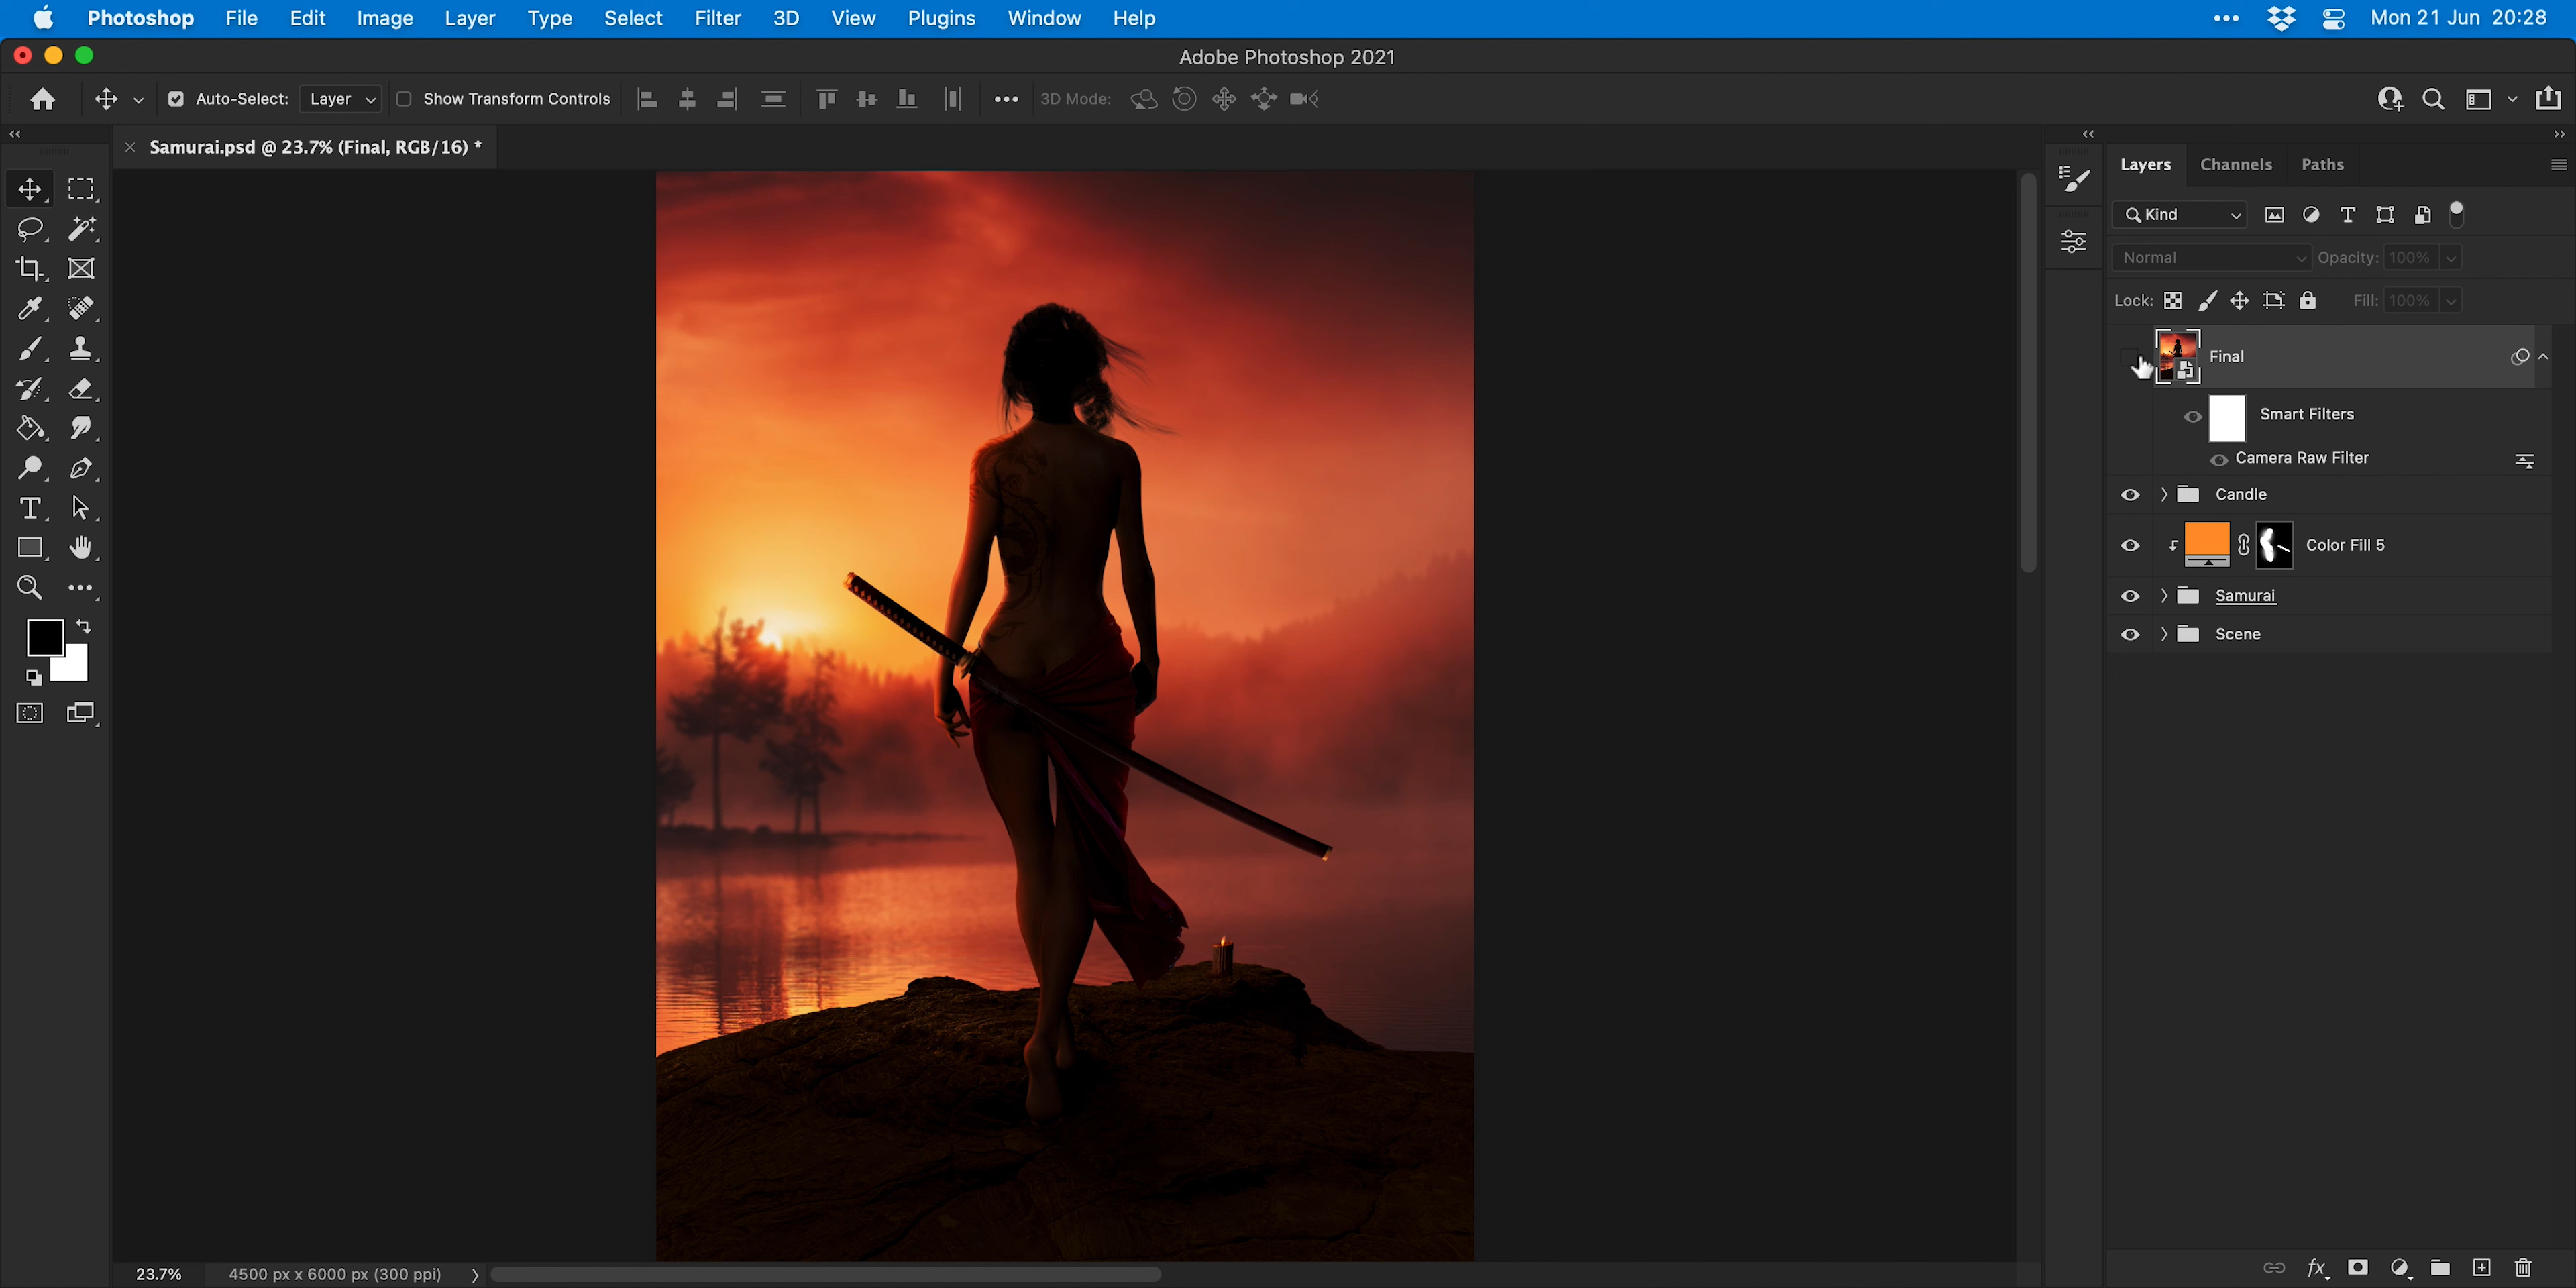 Photoshop File Edit Image Layer Type Select Filter 3D View Plugins Window Help Mon 21 Jun 20:28
Adobe Photoshop 2021
Auto-Select: Layer Show Transform Controls 3D Mode:
Samurai.psd @ 23.7% (Final, RGB/16) *
Layers Channels Paths
Kind
Normal Opacity: 100%
Lock: Fill: 100%
Final
Smart Filters
Camera Raw Filter
Candle
Color Fill 5
Samurai
Scene
23.7% 4500 px x 6000 px (300 ppi)
fx